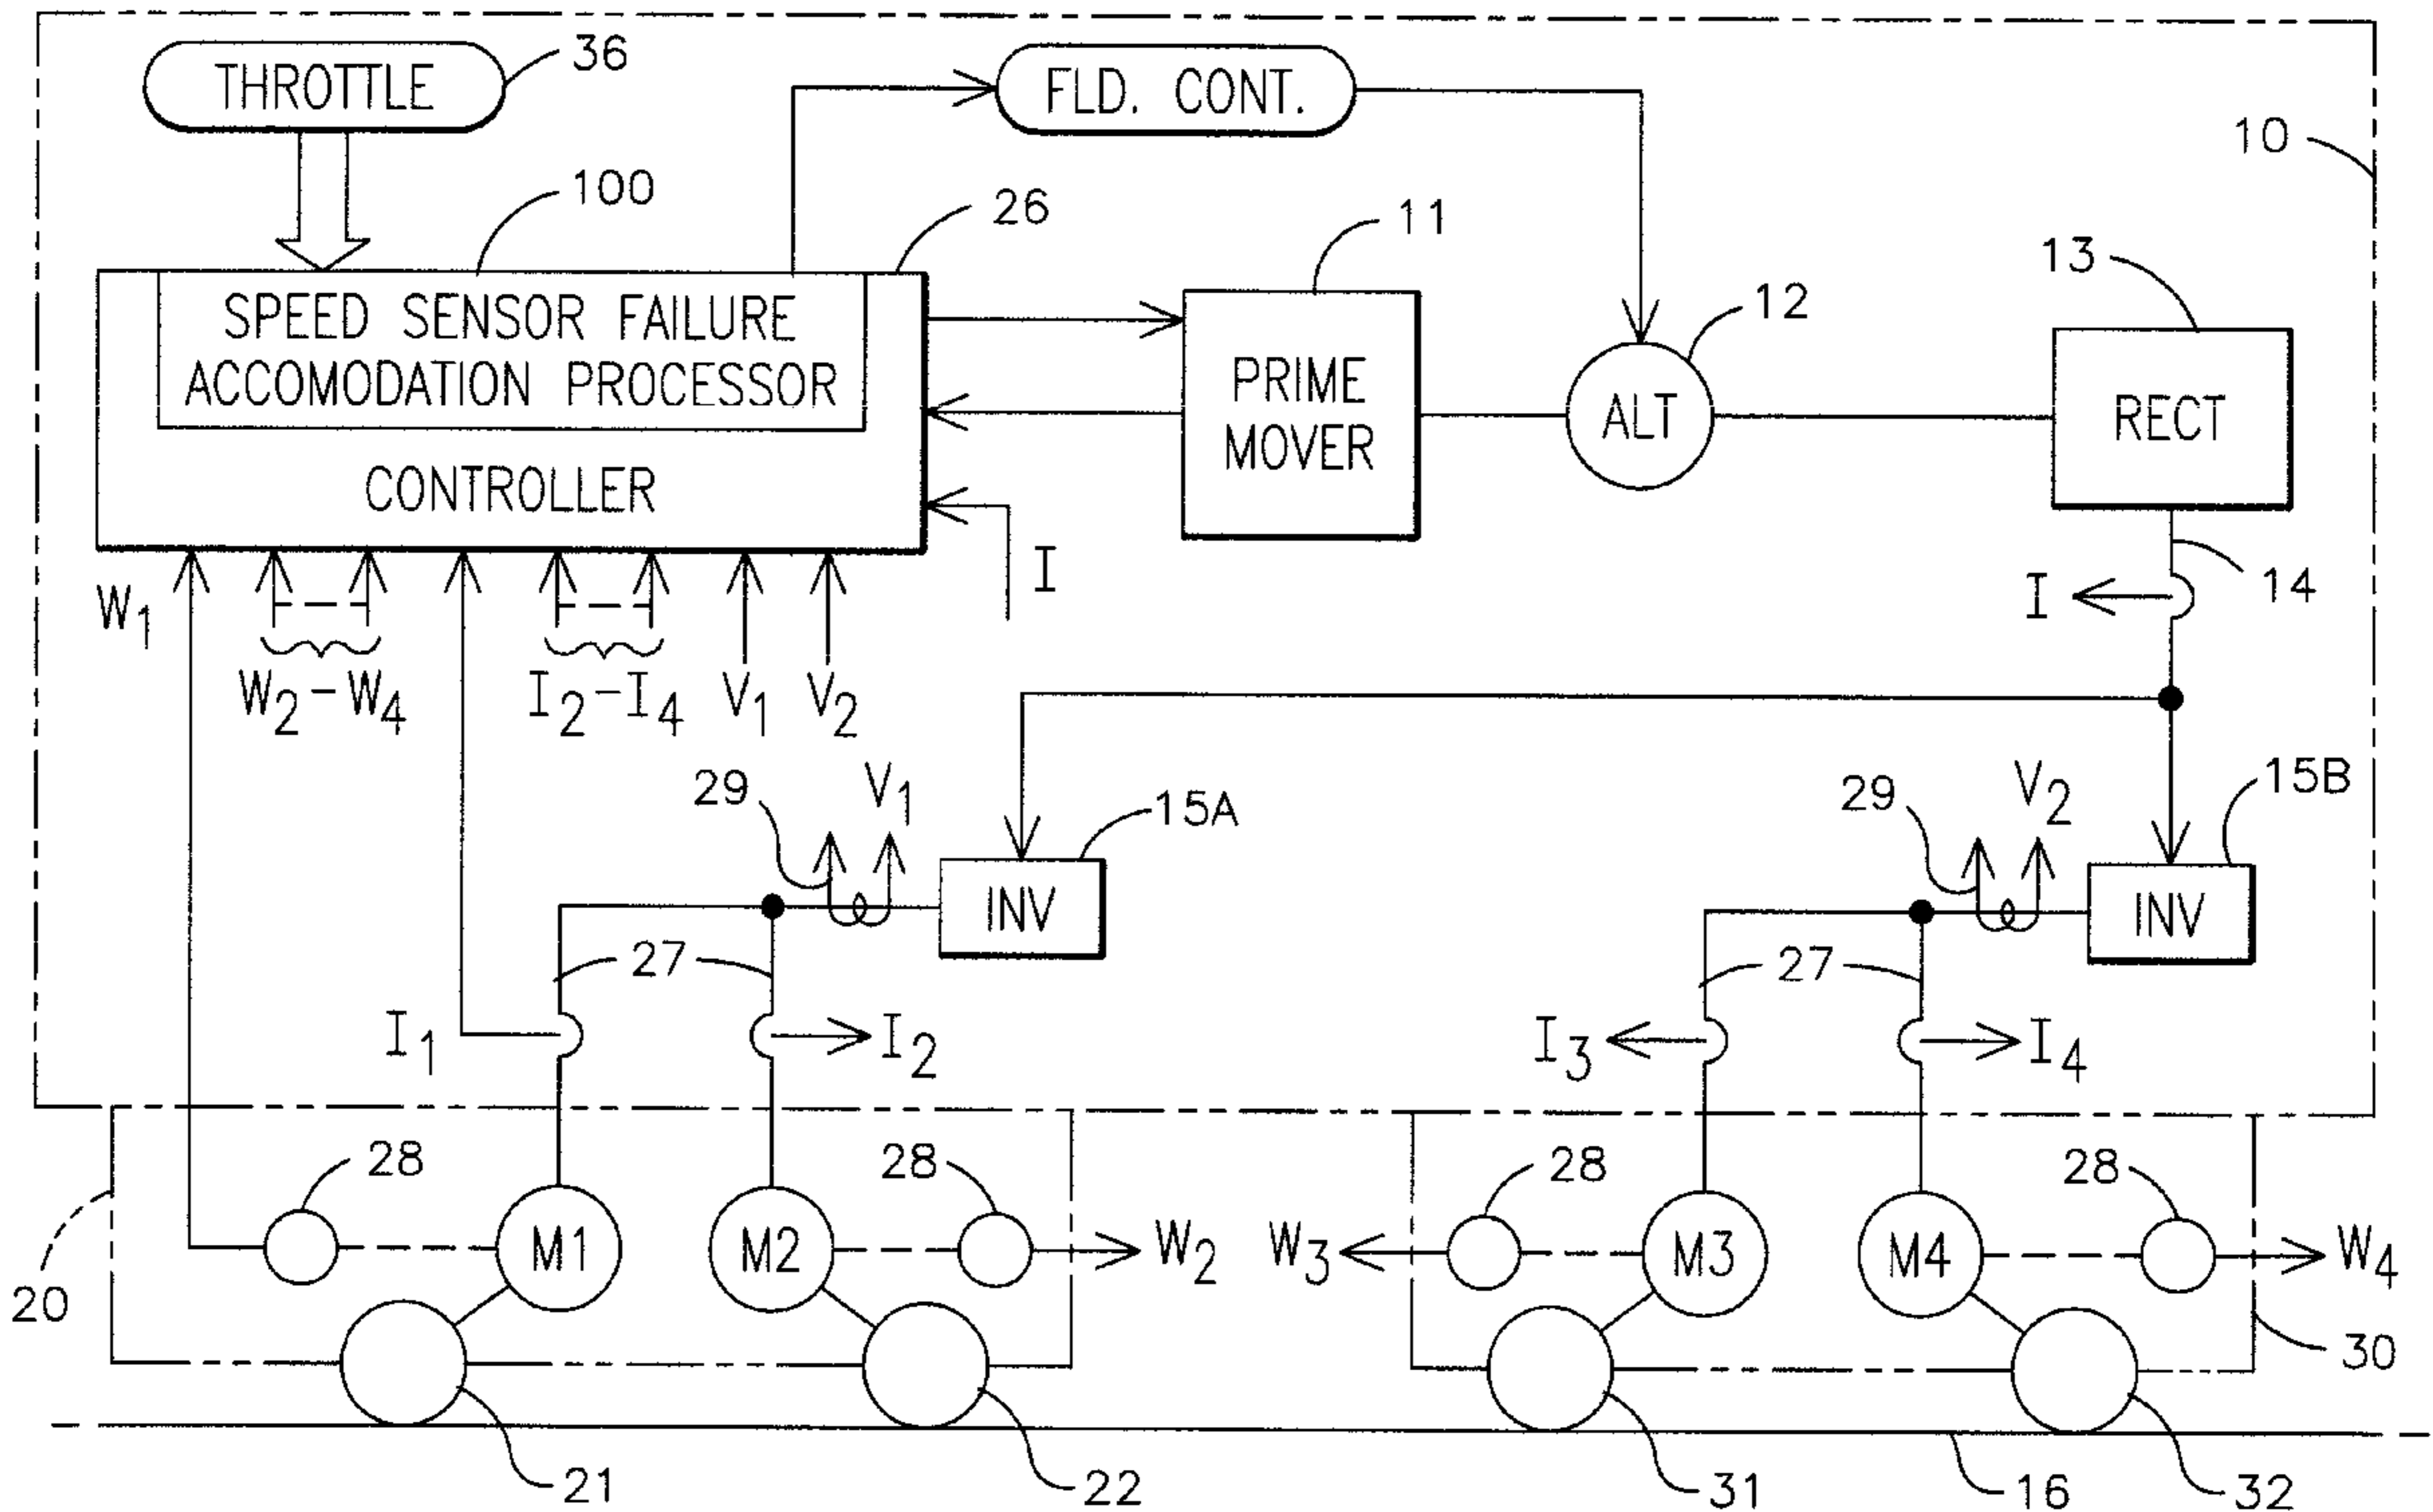 THROTTLE
36
FLD. CONT.
10
100
26
11
13
12
SPEED SENSOR FAILURE
ACCOMODATION PROCESSOR
CONTROLLER
PRIME
MOVER
ALT
RECT
14
I
I
W1
W2-W4
I2-I4
V1
V2
29
V1
15A
INV
29
V2
15B
INV
27
27
I1
I2
I3
I4
28
28
28
28
M1
M2
M3
M4
W2
W3
W4
20
30
21
22
31
16
32